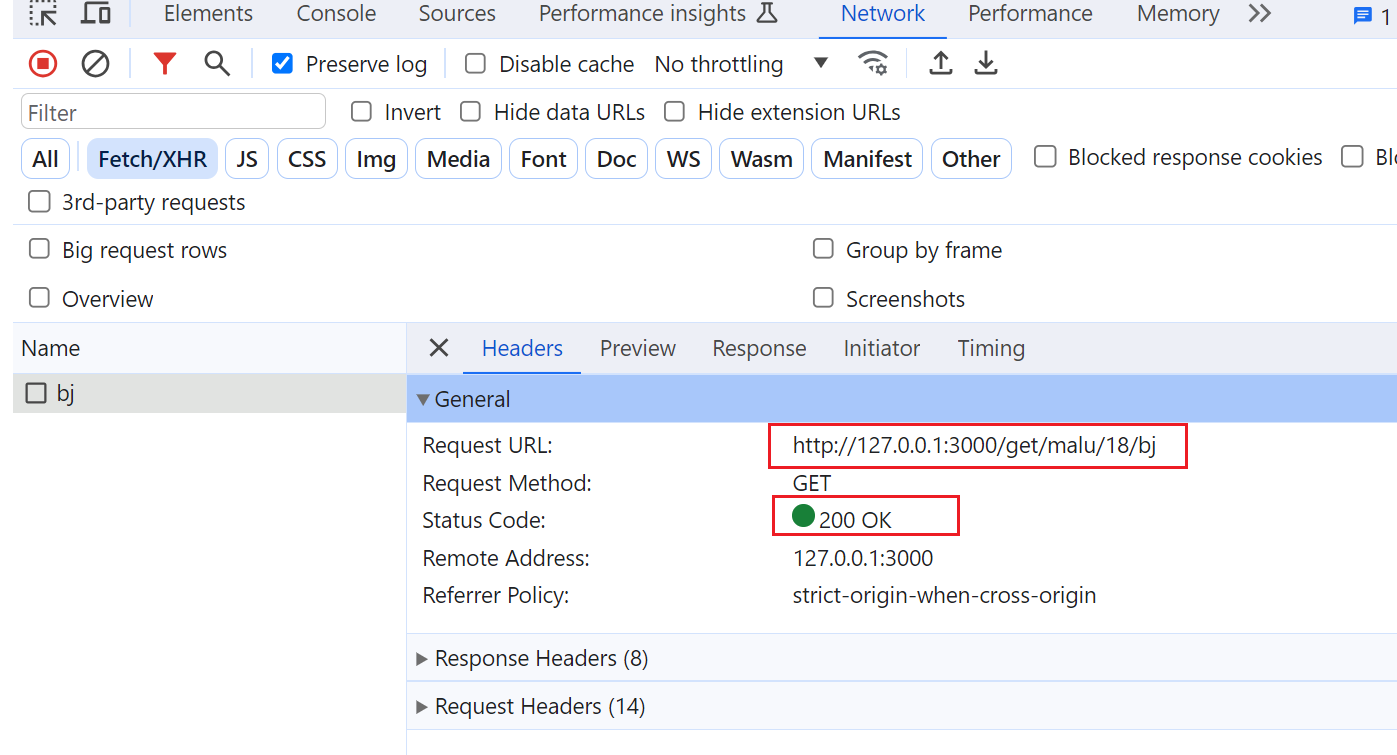 Elements Console Sources Performance insights Network Performance Memory 1
Preserve log Disable cache No throttling
Filter Invert Hide data URLs Hide extension URLs
All Fetch/XHR JS CSS Img Media Font Doc WS Wasm Manifest Other Blocked response cookies
3rd-party requests
Big request rows Group by frame
Overview Screenshots
Name Headers Preview Response Initiator Timing
bj
General
Request URL: http://127.0.0.1:3000/get/malu/18/bj
Request Method: GET
Status Code: 200 OK
Remote Address: 127.0.0.1:3000
Referrer Policy: strict-origin-when-cross-origin
Response Headers (8)
Request Headers (14)